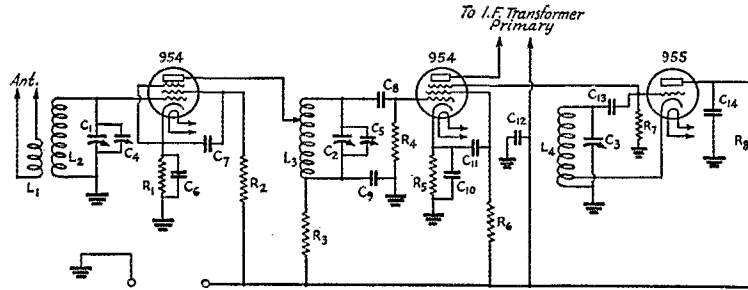 To I.F. Transformer
Primary
954
954
955
Ant.
C8
C13
C14
C1
C4
C7
L2
C2
C5
R4
C12
R7
C3
R8
L3
L4
C11
L1
R1
C6
R2
C9
R5
C10
R3
R6